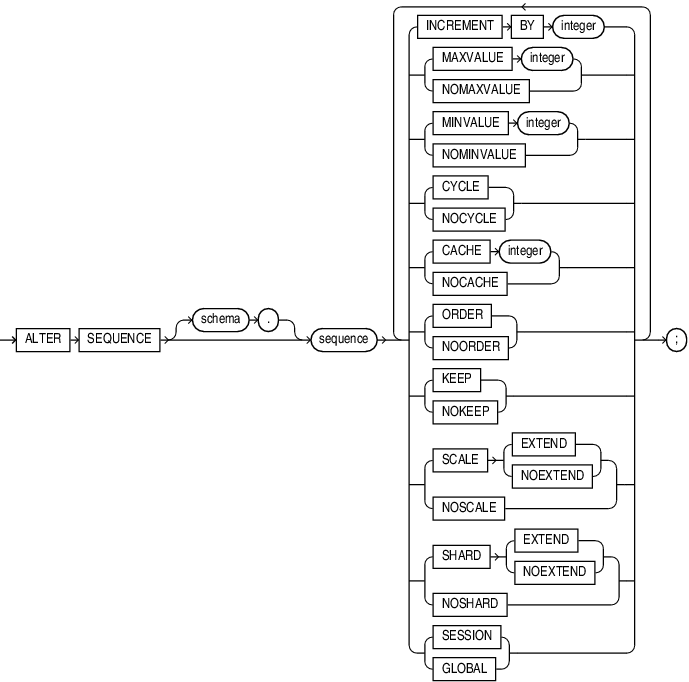 INCREMENT BY integer
MAXVALUE integer
NOMAXVALUE
MINVALUE integer
NOMINVALUE
CYCLE
NOCYCLE
CACHE integer
NOCACHE
ORDER
NOORDER
ALTER SEQUENCE schema . sequence ;
KEEP
NOKEEP
SCALE EXTEND
NOEXTEND
NOSCALE
SHARD EXTEND
NOEXTEND
NOSHARD
SESSION
GLOBAL